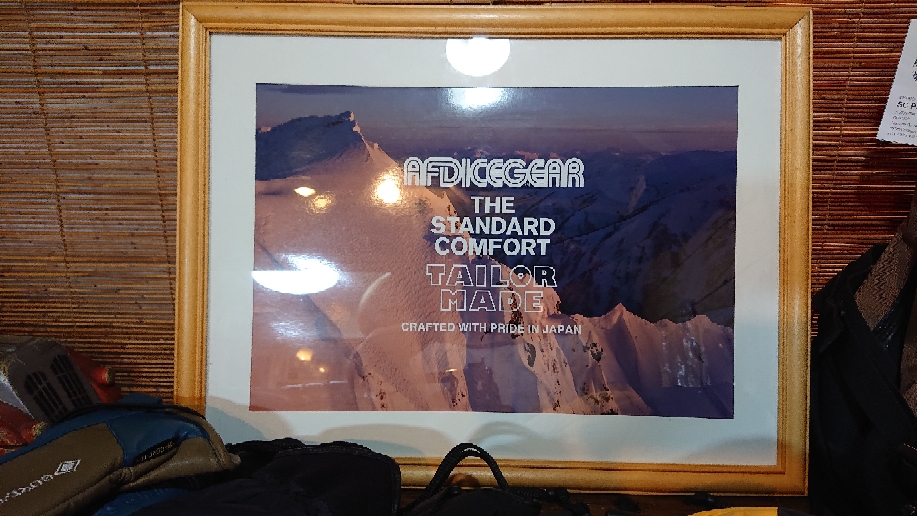 AFDICEGEAR
THE
STANDARD
COMFORT
TAILOR
MADE
CRAFTED WITH PRIDE IN JAPAN